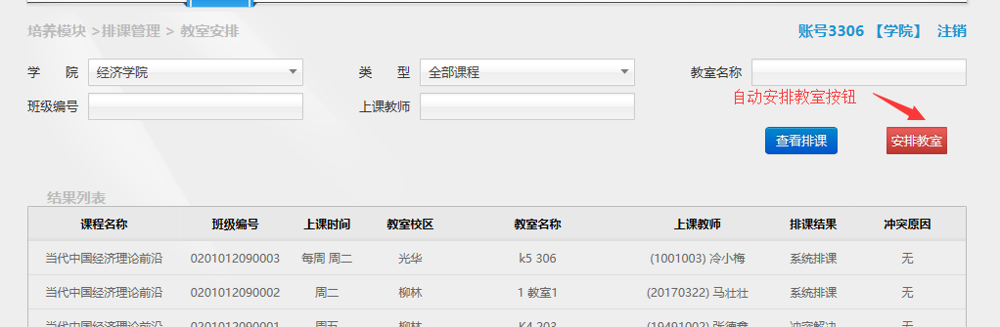 培养模块 >排课管理 > 教室安排
账号3306 【学院】 注销
学 院 经济学院 类 型 全部课程 教室名称
班级编号 上课教师
自动安排教室按钮
查看排课 安排教室
结果列表
课程名称 班级编号 上课时间 教室校区 教室名称 上课教师 排课结果 冲突原因
当代中国经济理论前沿 0201012090003 每周 周二 光华 k5 306 (1001003) 冷小梅 系统排课 无
当代中国经济理论前沿 0201012090002 周二 柳林 1 教室1 (20170322) 马壮壮 系统排课 无
当代中国经济理论前沿 0201012090001 周五 柳林 K4 203 (19491002) 张德鑫 冲突解决 无